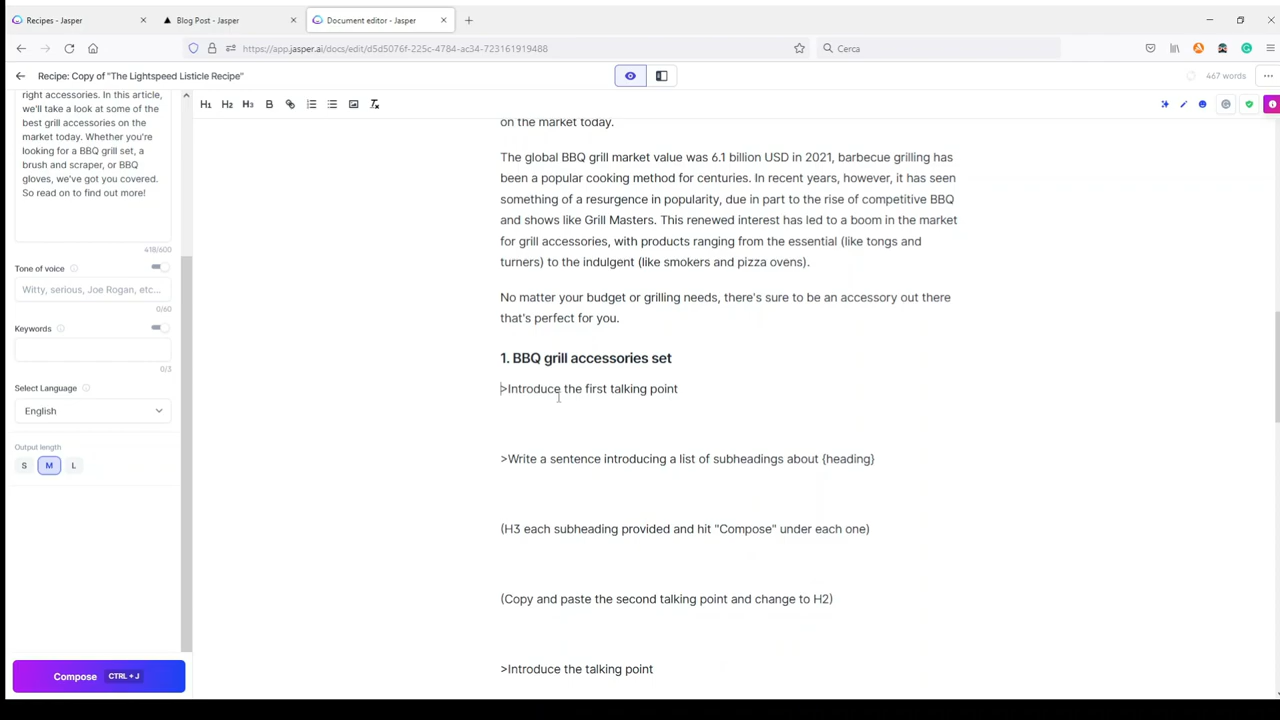 Recipes - Jasper
Blog Post - Jasper
Document editor - Jasper
https://app.jasper.ai/docs/edit/d5d5076f-225c-4784-ac34-723161919488
Cerca
Recipe: Copy of "The Lightspeed Listicle Recipe"
467 words
H1 H2 H3 B
right accessories. In this article,
we'll take a look at some of the
best grill accessories on the
market today. Whether you're
looking for a BBQ grill set, a
brush and scraper, or BBQ
gloves, we've got you covered.
So read on to find out more!
418/600
Tone of voice
Witty, serious, Joe Rogan, etc...
0/60
Keywords
0/3
Select Language
English
Output length
S M L
Compose CTRL + J
on the market today.
The global BBQ grill market value was 6.1 billion USD in 2021, barbecue grilling has
been a popular cooking method for centuries. In recent years, however, it has seen
something of a resurgence in popularity, due in part to the rise of competitive BBQ
and shows like Grill Masters. This renewed interest has led to a boom in the market
for grill accessories, with products ranging from the essential (like tongs and
turners) to the indulgent (like smokers and pizza ovens).
No matter your budget or grilling needs, there's sure to be an accessory out there
that's perfect for you.
1. BBQ grill accessories set
>Introduce the first talking point
>Write a sentence introducing a list of subheadings about {heading}
(H3 each subheading provided and hit "Compose" under each one)
(Copy and paste the second talking point and change to H2)
>Introduce the talking point